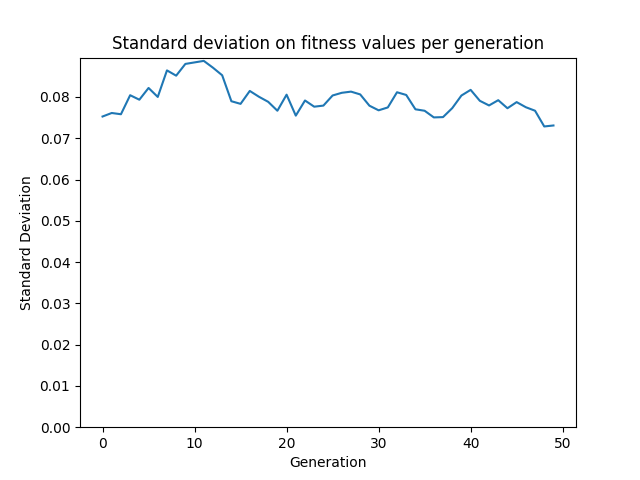 Standard deviation on fitness values per generation
Standard Deviation
0.08
0.07
0.06
0.05
0.04
0.03
0.02
0.01
0.00
0 10 20 30 40 50
Generation